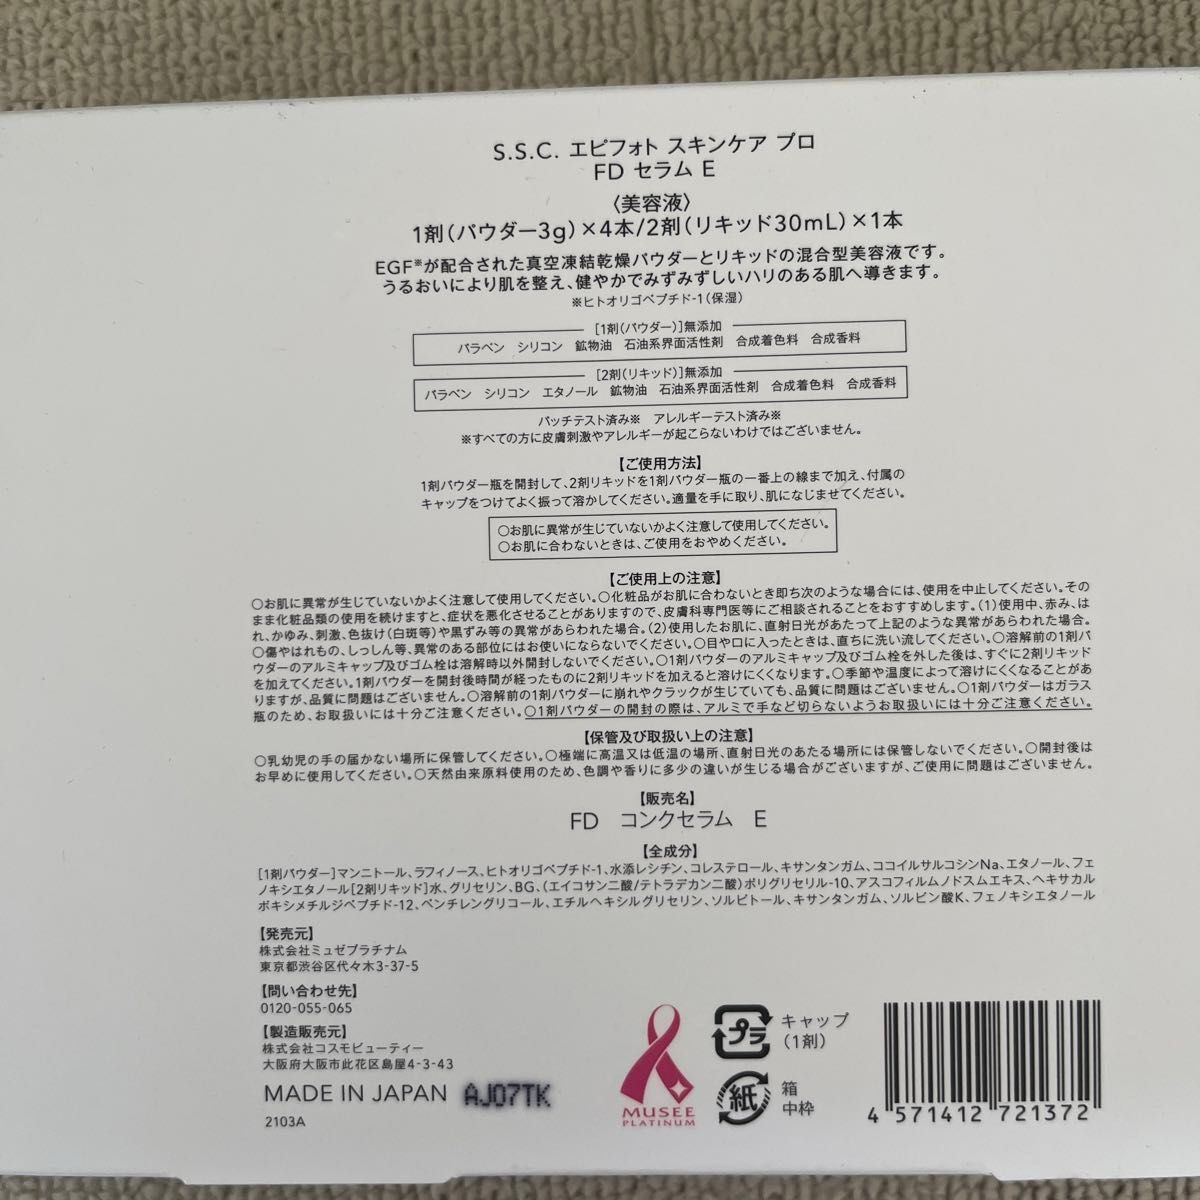 S.S.C. エピフォト スキンケア プロ
FD セラム E
〈美容液〉
1剤(パウダー3g)×4本/2剤(リキッド30mL)×1本
EGF※が配合された真空凍結乾燥パウダーとリキッドの混合型美容液です。
うるおいにより肌を整え、健やかでみずみずしいハリのある肌へ導きます。
※ヒトオリゴペプチド-1(保湿)
[1剤(パウダー)]無添加
パラベン シリコン 鉱物油 石油系界面活性剤 合成着色料 合成香料
[2剤(リキッド)]無添加
パラベン シリコン エタノール 鉱物油 石油系界面活性剤 合成着色料 合成香料
パッチテスト済み※ アレルギーテスト済み※
※すべての方に皮膚刺激やアレルギーが起こらないわけではございません。
【ご使用方法】
1剤パウダー瓶を開封して、2剤リキッドを1剤パウダー瓶の一番上の線まで加え、付属の
キャップをつけてよく振って溶かしてください。適量を手に取り、肌になじませてください。
○お肌に異常が生じていないかよく注意して使用してください。
○お肌に合わないときは、ご使用をおやめください。
【ご使用上の注意】
○お肌に異常が生じていないかよく注意して使用してください。○化粧品がお肌に合わないとき即ち次のような場合には、使用を中止してください。その
まま化粧品類の使用を続けますと、症状を悪化させることがありますので、皮膚科専門医等にご相談されることをおすすめします。(1)使用中、赤み、は
れ、かゆみ、刺激、色抜け(白斑等)や黒ずみ等の異常があらわれた場合。(2)使用したお肌に、直射日光があたって上記のような異常があらわれた場合。
○傷やはれもの、しっしん等、異常のある部位にはお使いにならないでください。○目や口に入ったときは、直ちに洗い流してください。○溶解前の1剤パ
ウダーのアルミキャップ及びゴム栓は溶解時以外開封しないでください。○1剤パウダーのアルミキャップ及びゴム栓を外した後は、すぐに2剤リキッド
を加えてください。1剤パウダーを開封後時間が経ったものに2剤リキッドを加えると溶けにくくなります。○季節や温度によって溶けにくくなることがあ
りますが、品質に問題はございません。○溶解前の1剤パウダーに崩れやクラックが生じていても、品質に問題はございません。○1剤パウダーはガラス
瓶のため、お取扱いには十分ご注意ください。○1剤パウダーの開封の際は、アルミで手など切らないようお取扱いには十分ご注意ください。
【保管及び取扱い上の注意】
○乳幼児の手の届かない場所に保管してください。○極端に高温又は低温の場所、直射日光のあたる場所には保管しないでください。○開封後は
お早めに使用してください。○天然由来原料使用のため、色調や香りに多少の違いが生じる場合がございますが、ご使用に問題はございません。
【販売名】
FD コンクセラム E
【全成分】
[1剤パウダー]マンニトール、ラフィノース、ヒトオリゴペプチド-1、水添レシチン、コレステロール、キサンタンガム、ココイルサルコシンNa、エタノール、フェ
ノキシエタノール[2剤リキッド]水、グリセリン、BG、(エイコサン二酸/テトラデカン二酸)ポリグリセリル-10、アスコフィルムノドスムエキス、ヘキサカル
ボキシメチルジペプチド-12、ペンチレングリコール、エチルヘキシルグリセリン、ソルビトール、キサンタンガム、ソルビン酸K、フェノキシエタノール
【発売元】
株式会社ミュゼプラチナム
東京都渋谷区代々木3-37-5
【問い合わせ先】
0120-055-065
【製造販売元】
株式会社コスモビューティー
大阪府大阪市此花区島屋4-3-43
MADE IN JAPAN AJ07TK
2103A
MUSEE
PLATINUM
プラ
キャップ
(1剤)
紙
箱
中枠
4 571412 721372